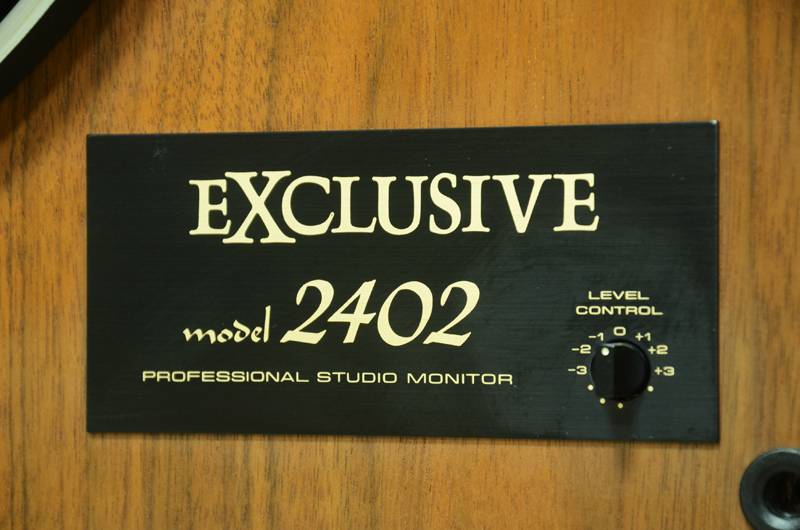 EXCLUSIVE
model 2402
PROFESSIONAL STUDIO MONITOR
LEVEL
CONTROL
-3 -2 -1 0 +1 +2 +3